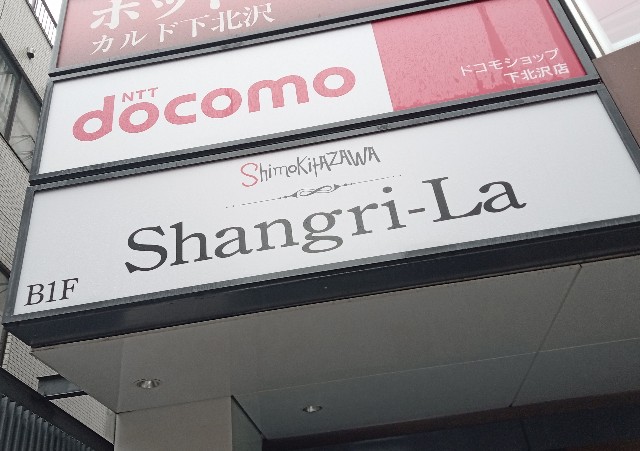 カルド下北沢
NTT
docomo
ドコモショップ
下北沢店
ShimoKitAZAWA
Shangri-La
B1F